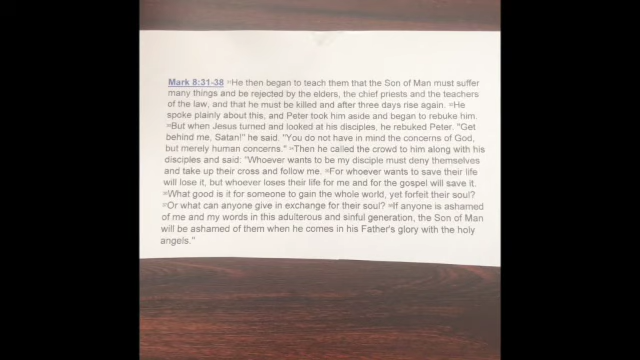 Mark 8:31-38 ³¹He then began to teach them that the Son of Man must suffer
many things and be rejected by the elders, the chief priests and the teachers
of the law, and that he must be killed and after three days rise again. ³²He
spoke plainly about this, and Peter took him aside and began to rebuke him.
³³But when Jesus turned and looked at his disciples, he rebuked Peter. "Get
behind me, Satan!" he said. "You do not have in mind the concerns of God,
but merely human concerns." ³⁴Then he called the crowd to him along with his
disciples and said: "Whoever wants to be my disciple must deny themselves
and take up their cross and follow me. ³⁵For whoever wants to save their life
will lose it, but whoever loses their life for me and for the gospel will save it.
³⁶What good is it for someone to gain the whole world, yet forfeit their soul?
³⁷Or what can anyone give in exchange for their soul? ³⁸If anyone is ashamed
of me and my words in this adulterous and sinful generation, the Son of Man
will be ashamed of them when he comes in his Father's glory with the holy
angels."